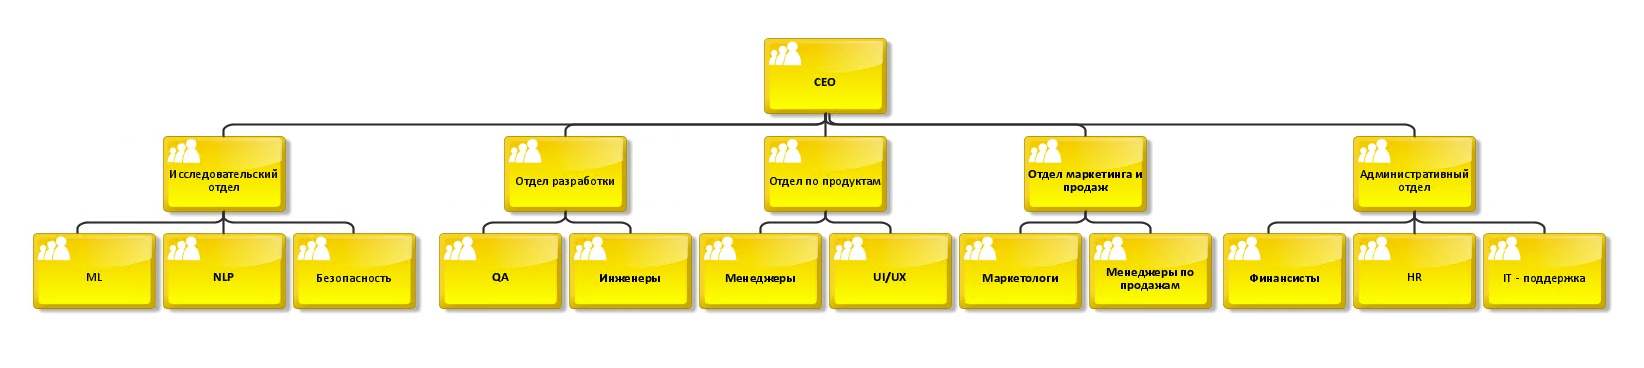 CEO
Исследовательский
отдел
Отдел разработки
Отдел по продуктам
Отдел маркетинга и
продаж
Административный
отдел
ML
NLP
Безопасность
QA
Инженеры
Менеджеры
UI/UX
Маркетологи
Менеджеры по
продажам
Финансисты
HR
IT - поддержка